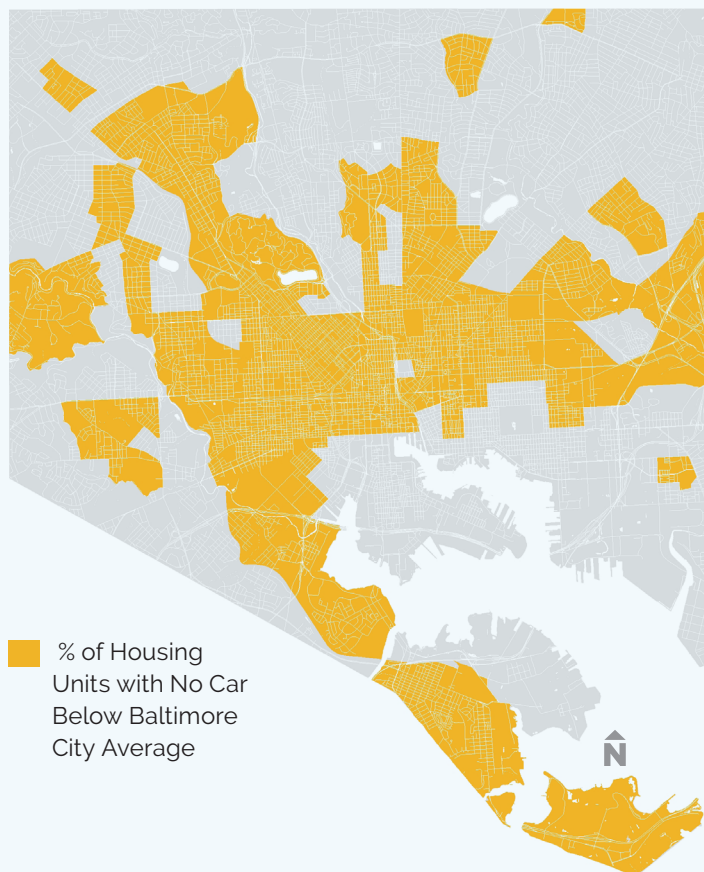 % of Housing
Units with No Car
Below Baltimore
City Average
N